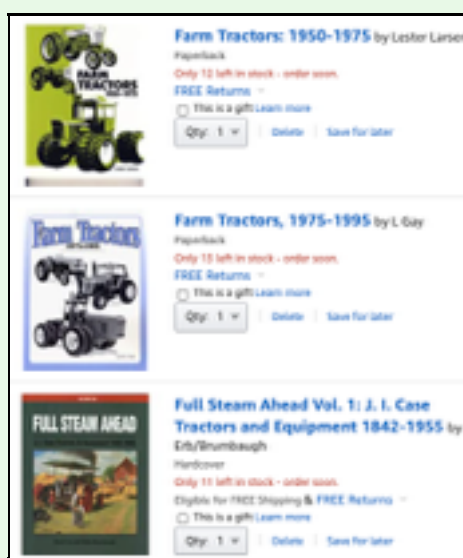 FARM
TRACTORS
Farm Tractors: 1950-1975 by Lester Larsen
Paperback
Only 12 left in stock - order soon.
FREE Returns
This is a gift Learn more
Qty: 1
Delete
Save for later
Farm Tractors
Farm Tractors, 1975-1995 by L Gay
Paperback
Only 15 left in stock - order soon.
FREE Returns
This is a gift Learn more
Qty: 1
Delete
Save for later
FULL STEAM AHEAD
Full Steam Ahead Vol. 1: J. I. Case
Tractors and Equipment 1842-1955 by
Erb/Brumbaugh
Hardcover
Only 11 left in stock - order soon.
Eligible for FREE Shipping & FREE Returns
This is a gift Learn more
Qty: 1
Delete
Save for later